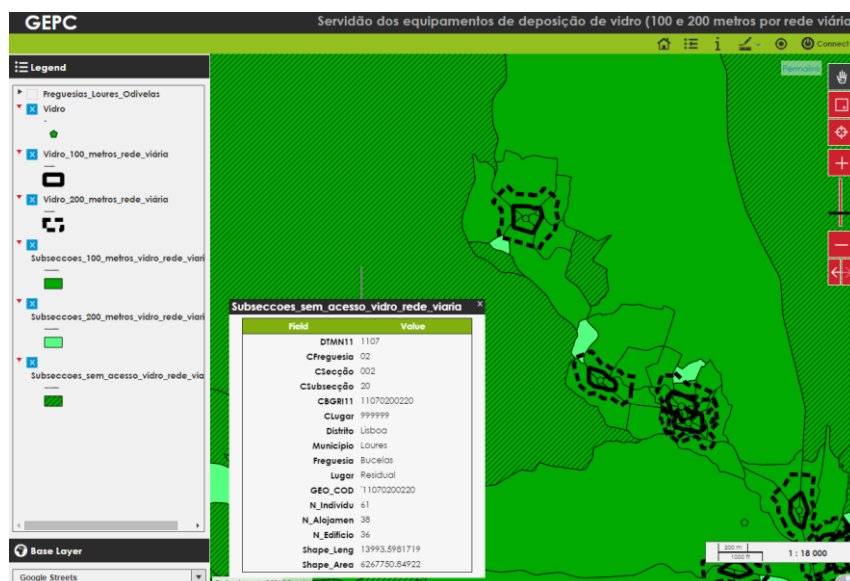 GEPC
Servidão dos equipamentos de deposição de vidro (100 e 200 metros por rede viária
Connect
Legend
Freguesias_Loures_Odivelas
Vidro
Vidro_100_metros_rede_viária
Vidro_200_metros_rede_viária
Subseccoes_100_metros_vidro_rede_viari
Subseccoes_200_metros_vidro_rede_viari
Subseccoes_sem_acesso_vidro_rede_via
Permalink
Subseccoes_sem_acesso_vidro_rede_viaria x
Field Value
DTMN11 1107
CFreguesia 02
CSecção 002
CSubsecção 20
CBGRI11 11070200220
CLugar 999999
Distrito Lisboa
Municipio Loures
Freguesia Bucelas
Lugar Residual
GEO_COD '11070200220
N_Individu 61
N_Alojamen 38
N_Edificio 36
Shape_Leng 13993.5981719
Shape_Area 6267750.84922
200 m
1000 ft
1 : 18 000
Base Layer
Google Streets